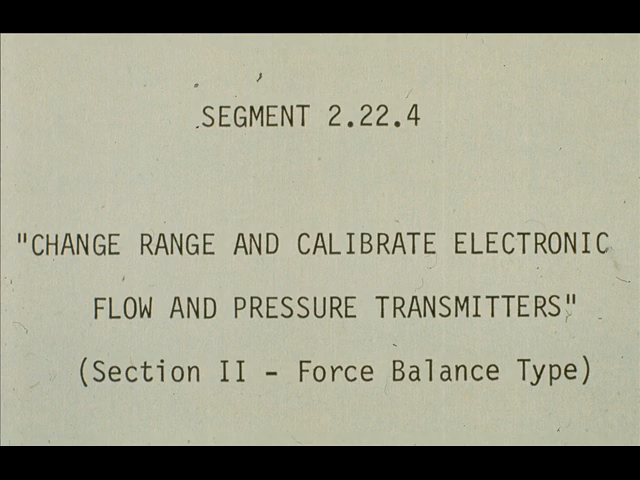 SEGMENT 2.22.4
"CHANGE RANGE AND CALIBRATE ELECTRONIC
FLOW AND PRESSURE TRANSMITTERS"
(Section II - Force Balance Type)